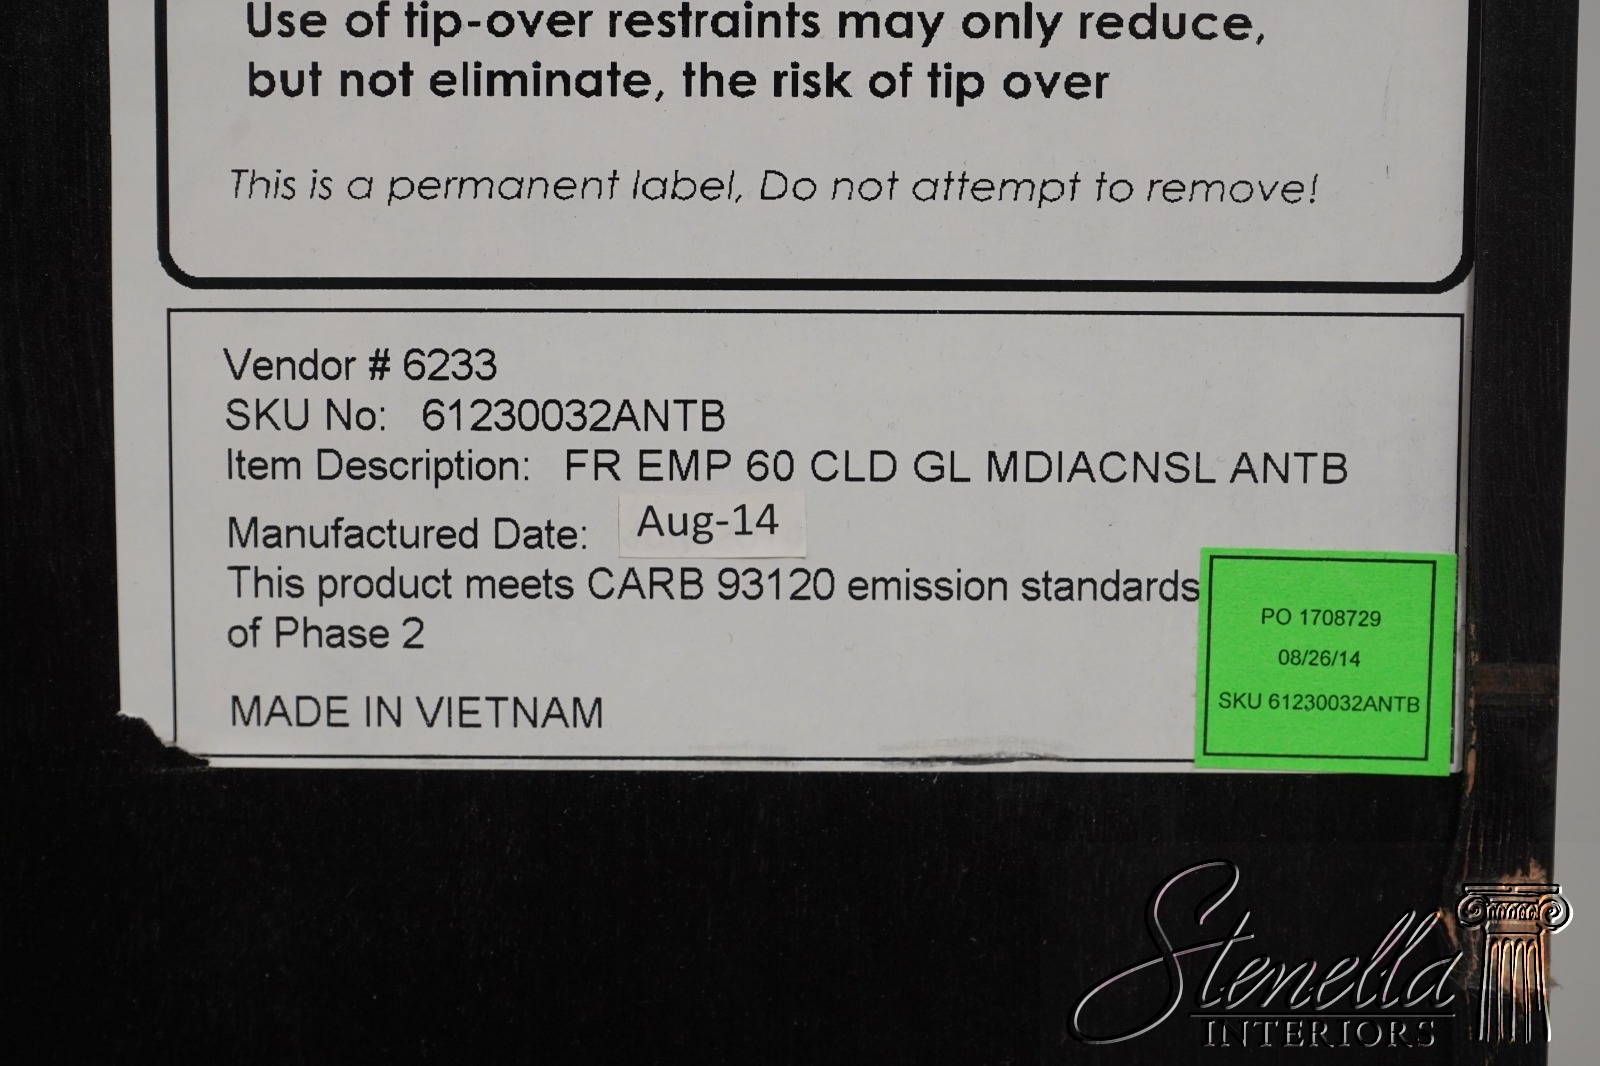 Use of tip-over restraints may only reduce,
but not eliminate, the risk of tip over
This is a permanent label, Do not attempt to remove!
Vendor # 6233
SKU No: 61230032ANTB
Item Description: FR EMP 60 CLD GL MDIACNSL ANTB
Manufactured Date: Aug-14
This product meets CARB 93120 emission standards
of Phase 2
MADE IN VIETNAM
PO 1708729
08/26/14
SKU 61230032ANTB
Stenella
INTERIORS